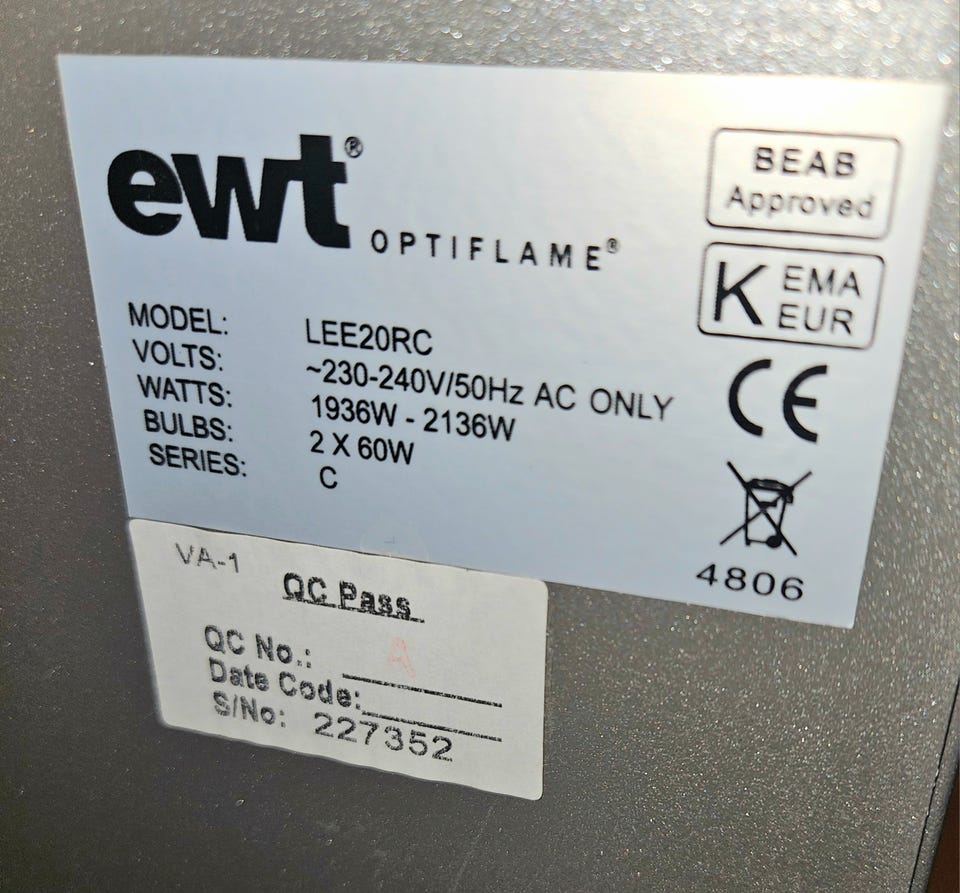 ewt®
OPTIFLAME®
BEAB
Approved
KEMA
EUR
CE
MODEL: LEE20RC
VOLTS: ~230-240V/50Hz AC ONLY
WATTS: 1936W - 2136W
BULBS: 2 X 60W
SERIES: C
4806
VA-1
QC Pass
QC No.: A
Date Code:
S/No: 227352